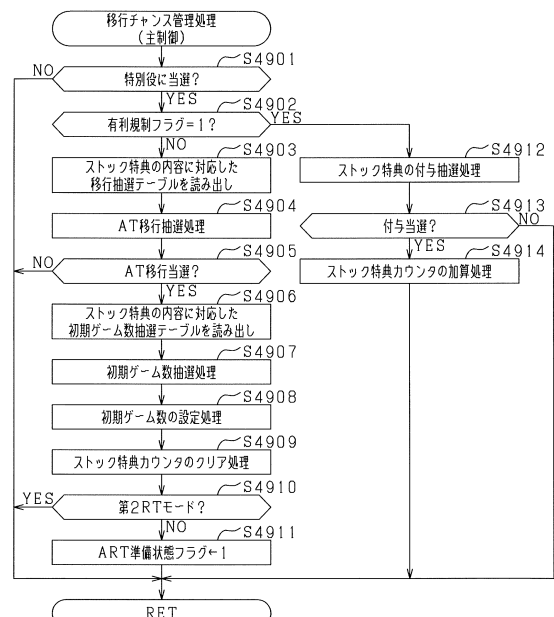 移行チャンス管理処理
(主制御)
S4901
特別役に当選?
NO
YES
S4902
有利規制フラグ=1?
YES
NO
S4903
ストック特典の内容に対応した
移行抽選テーブルを読み出し
S4904
AT移行抽選処理
S4905
AT移行当選?
NO
YES
S4906
ストック特典の内容に対応した
初期ゲーム数抽選テーブルを読み出し
S4907
初期ゲーム数抽選処理
S4908
初期ゲーム数の設定処理
S4909
ストック特典カウンタのクリア処理
S4910
第2RTモード?
YES
NO
S4911
ART準備状態フラグ←1
S4912
ストック特典の付与抽選処理
S4913
付与当選?
NO
YES
S4914
ストック特典カウンタの加算処理
RET